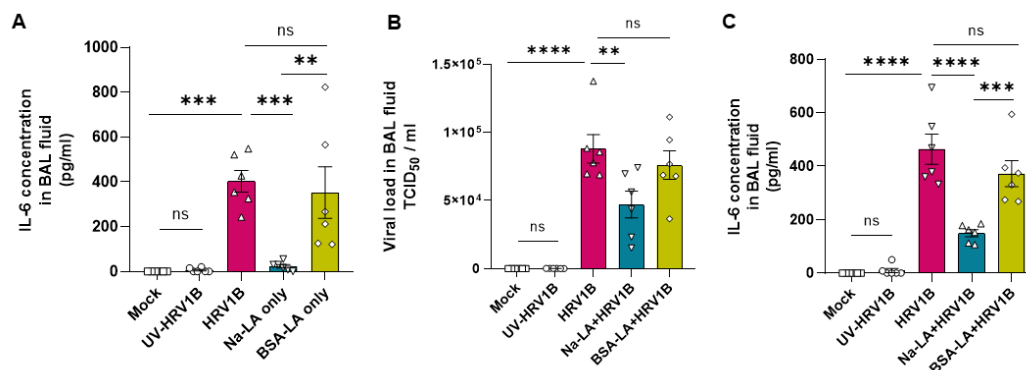 A
IL-6 concentration
in BAL fluid
(pg/ml)
1000
800
600
400
200
0
ns
**
***
***
ns
Mock
UV-HRV1B
HRV1B
Na-LA only
BSA-LA only
B
Viral load in BAL fluid
TCID50 / ml
1.5×10⁵
1×10⁵
5×10⁴
0
ns
****
**
ns
Mock
UV-HRV1B
HRV1B
Na-LA+HRV1B
BSA-LA+HRV1B
C
IL-6 concentration
in BAL fluid
(pg/ml)
800
600
400
200
0
ns
****
****
***
ns
Mock
UV-HRV1B
HRV1B
Na-LA+HRV1B
BSA-LA+HRV1B